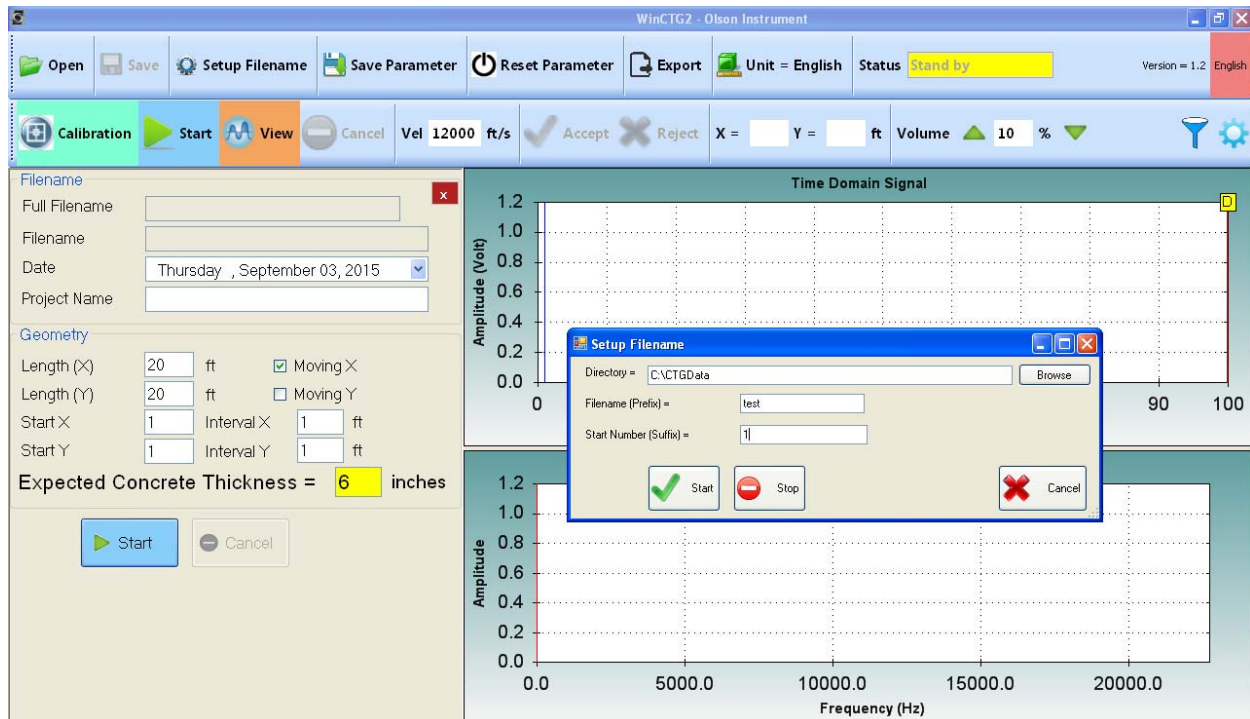 WinCTG2 - Olson Instrument
Open Save Setup Filename Save Parameter Reset Parameter Export Unit = English Status Stand by Version = 1.2 English
Calibration Start View Cancel Vel 12000 ft/s Accept Reject X = Y = ft Volume 10 % 
Filename
x
Full Filename
Filename
Date Thursday , September 03, 2015
Project Name
Geometry
Length (X) 20 ft Moving X
Length (Y) 20 ft Moving Y
Start X 1 Interval X 1 ft
Start Y 1 Interval Y 1 ft
Expected Concrete Thickness = 6 inches
Start Cancel
Time Domain Signal
D
Amplitude (Volt)
1.2
1.0
0.8
0.6
0.4
0.2
0.0
0 90 100
Setup Filename
Directory = C:\CTGData Browse
Filename (Prefix) = test
Start Number (Suffix) = 1
Start Stop Cancel
Amplitude
1.2
1.0
0.8
0.6
0.4
0.2
0.0
0.0 5000.0 10000.0 15000.0 20000.0
Frequency (Hz)